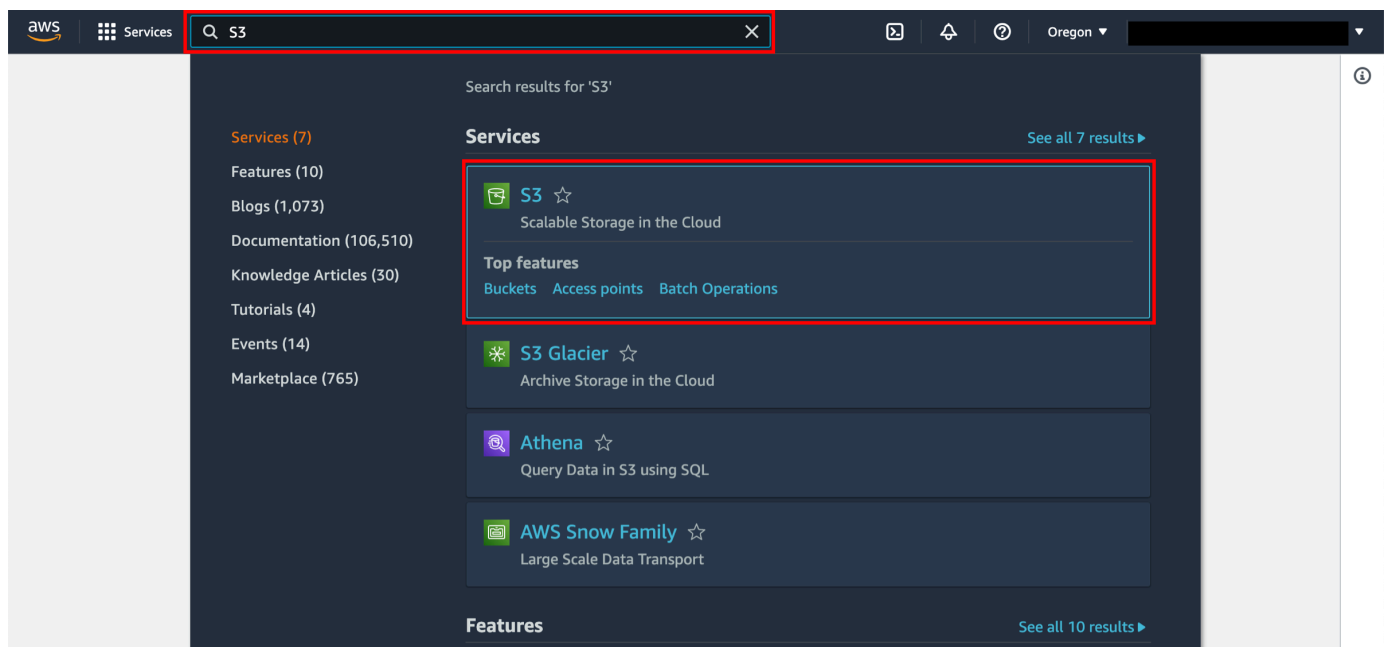 aws Services S3 Oregon
Search results for 'S3'
Services (7)
Features (10)
Blogs (1,073)
Documentation (106,510)
Knowledge Articles (30)
Tutorials (4)
Events (14)
Marketplace (765)
Services See all 7 results
S3
Scalable Storage in the Cloud
Top features
Buckets Access points Batch Operations
S3 Glacier
Archive Storage in the Cloud
Athena
Query Data in S3 using SQL
AWS Snow Family
Large Scale Data Transport
Features See all 10 results